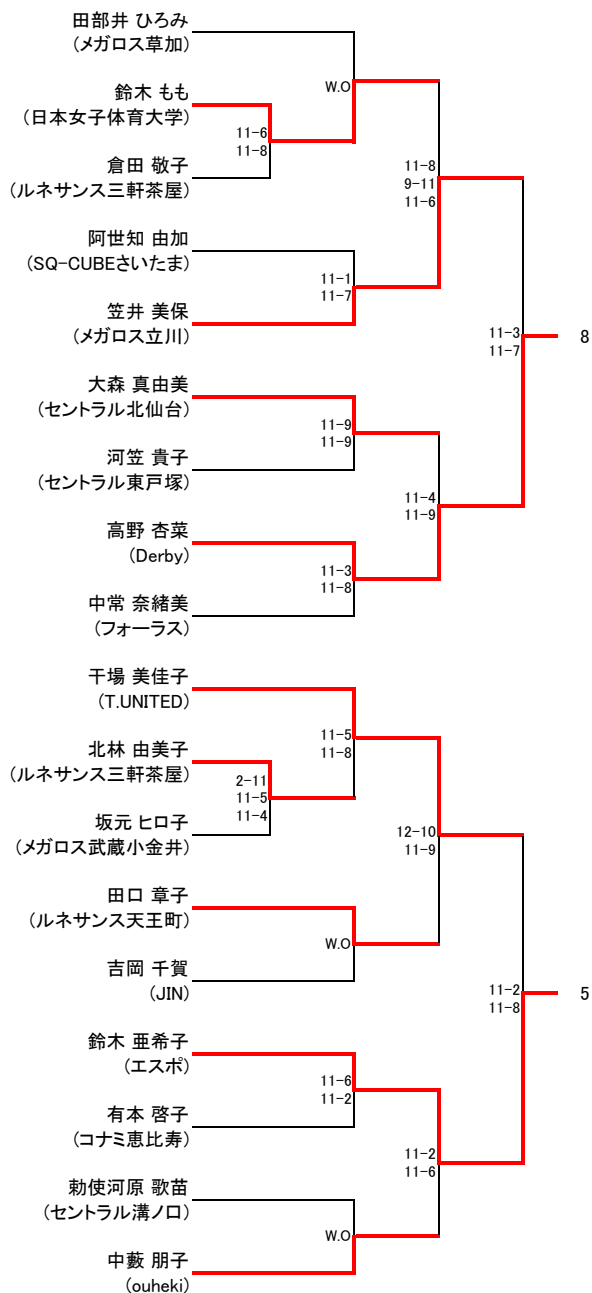 田部井 ひろみ
(メガロス草加)
W.O
鈴木 もも
(日本女子体育大学)
11-6
11-8
倉田 敬子
(ルネサンス三軒茶屋)
11-8
9-11
11-6
阿世知 由加
(SQ-CUBEさいたま)
11-1
11-7
笠井 美保
(メガロス立川)
11-3
11-7
8
大森 真由美
(セントラル北仙台)
11-9
11-9
河笠 貴子
(セントラル東戸塚)
11-4
11-9
高野 杏菜
(Derby)
11-3
11-8
中常 奈緒美
(フォーラス)
干場 美佳子
(T.UNITED)
11-5
11-8
北林 由美子
(ルネサンス三軒茶屋)
2-11
11-5
11-4
坂元 ヒロ子
(メガロス武蔵小金井)
12-10
11-9
田口 章子
(ルネサンス天王町)
W.O
吉岡 千賀
(JIN)
11-2
11-8
5
鈴木 亜希子
(エスポ)
11-6
11-2
有本 啓子
(コナミ恵比寿)
11-2
11-6
勅使河原 歌苗
(セントラル溝ノ口)
W.O
中藪 朋子
(ouheki)